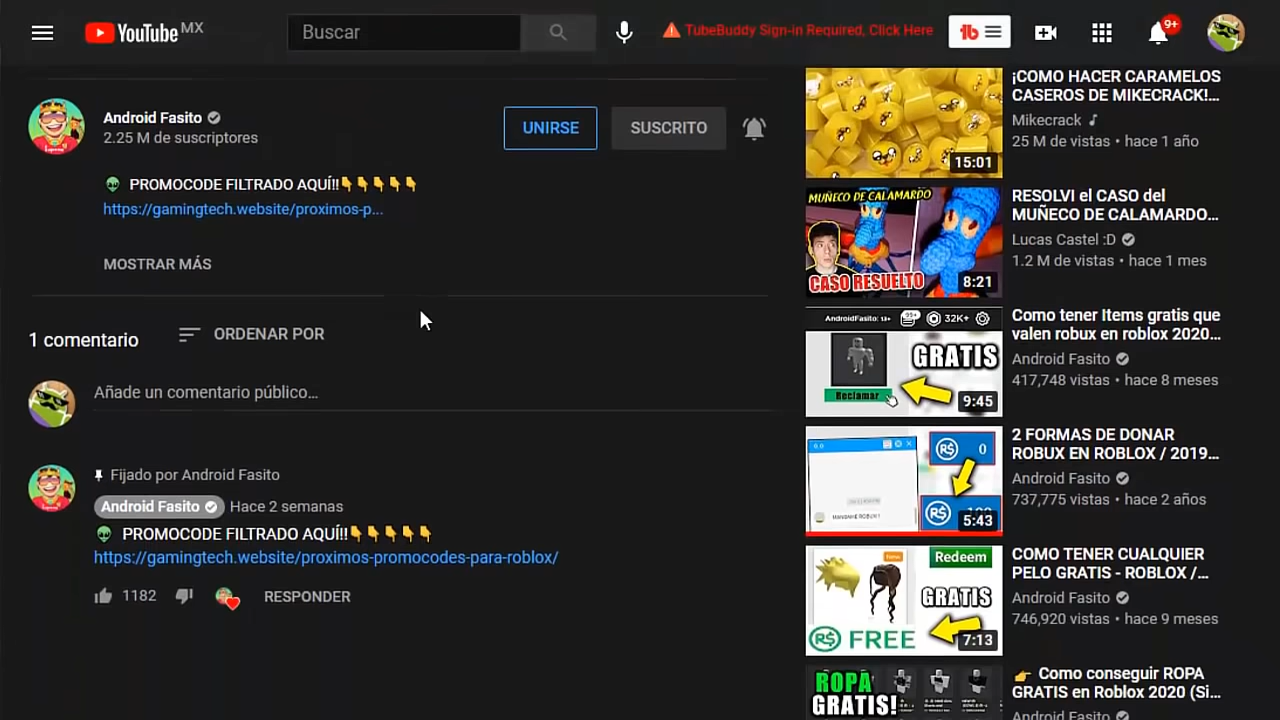 YouTube MX
Buscar
TubeBuddy Sign-in Required, Click Here
tb
9+
Android Fasito
2.25 M de suscriptores
UNIRSE
SUSCRITO
👽 PROMOCODE FILTRADO AQUÍ!!👇👇👇👇👇
https://gamingtech.website/proximos-p...
MOSTRAR MÁS
1 comentario
ORDENAR POR
Añade un comentario público...
Fijado por Android Fasito
Android Fasito Hace 2 semanas
👽 PROMOCODE FILTRADO AQUÍ!!👇👇👇👇👇
https://gamingtech.website/proximos-promocodes-para-roblox/
1182
RESPONDER
15:01
¡COMO HACER CARAMELOS
CASEROS DE MIKECRACK!...
Mikecrack ♪
25 M de vistas • hace 1 año
MUÑECO DE CALAMARDO
CASO RESUELTO
8:21
RESOLVI el CASO del
MUÑECO DE CALAMARDO...
Lucas Castel :D
1.2 M de vistas • hace 1 mes
AndroidFasito: 13+
99+
32K+
GRATIS
Reclamar
9:45
Como tener Items gratis que
valen robux en roblox 2020...
Android Fasito
417,748 vistas • hace 8 meses
R$ 0
R$
5:43
2 FORMAS DE DONAR
ROBUX EN ROBLOX / 2019...
Android Fasito
737,775 vistas • hace 2 años
Redeem
GRATIS
R$ FREE
7:13
COMO TENER CUALQUIER
PELO GRATIS - ROBLOX /...
Android Fasito
746,920 vistas • hace 9 meses
ROPA
GRATIS!
👉 Como conseguir ROPA
GRATIS en Roblox 2020 (Si...
Android Fasito